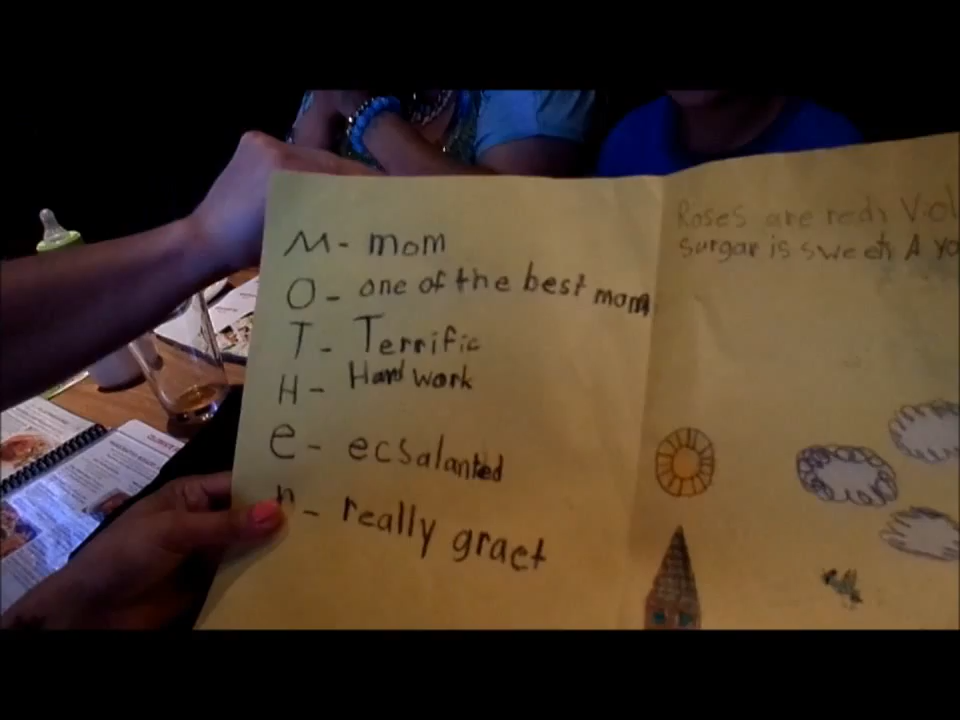 M- mom
O- one of the best mom
T- Terrific
H- Hard work
e- ecsalanted
r- really graet
Roses are red, Viol
Surgar is sweet, A yo